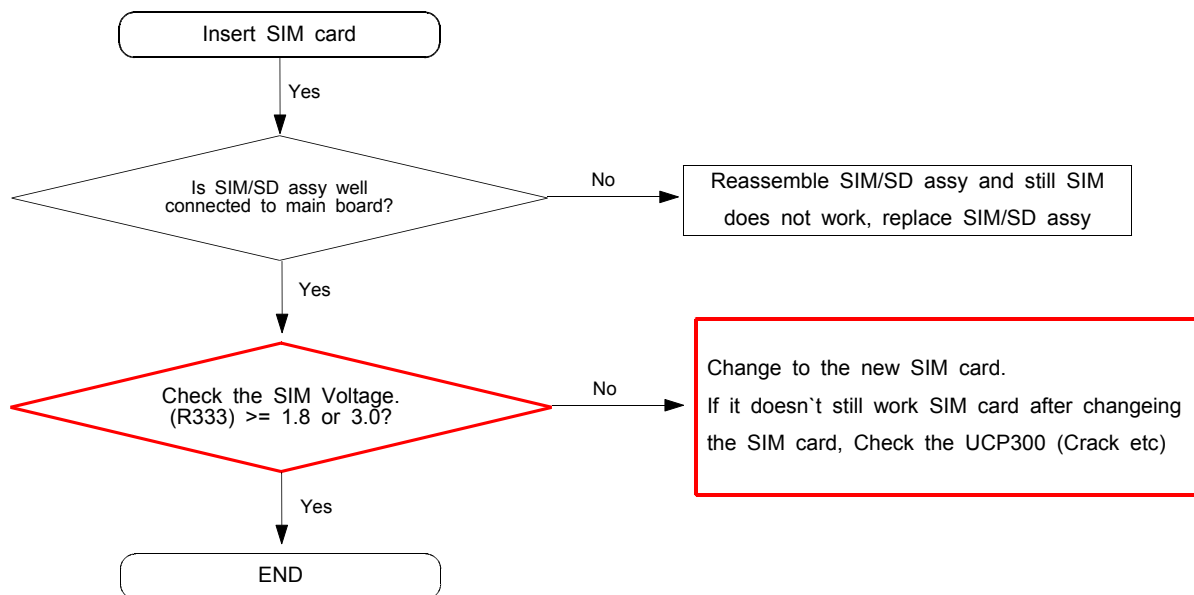 Insert SIM card
Yes
Is SIM/SD assy well
connected to main board?
No
Reassemble SIM/SD assy and still SIM
does not work, replace SIM/SD assy
Yes
Check the SIM Voltage.
(R333) >= 1.8 or 3.0?
No
Change to the new SIM card.
If it doesn`t still work SIM card after changeing
the SIM card, Check the UCP300 (Crack etc)
Yes
END